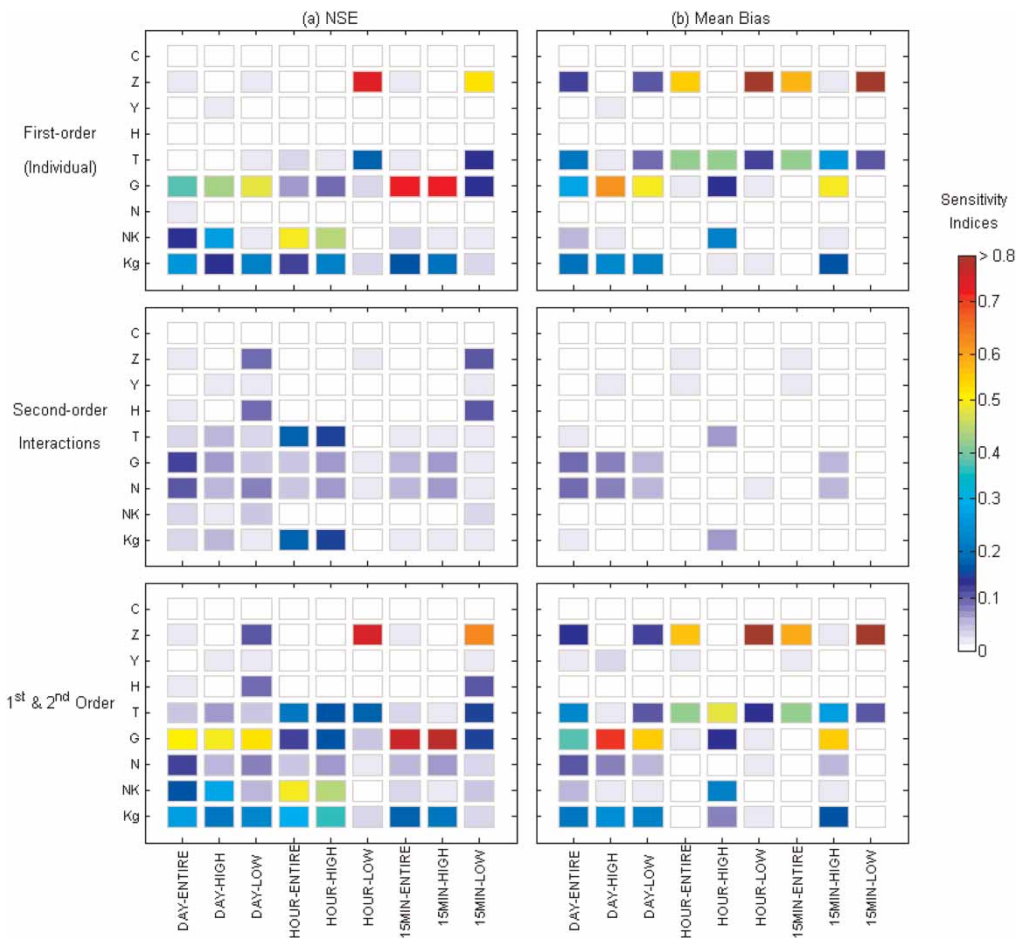 (a) NSE
(b) Mean Bias
First-order
(Individual)
C
Z
Y
H
T
G
N
NK
Kg
Second-order
Interactions
C
Z
Y
H
T
G
N
NK
Kg
1st & 2nd Order
C
Z
Y
H
T
G
N
NK
Kg
DAY-ENTIRE
DAY-HIGH
DAY-LOW
HOUR-ENTIRE
HOUR-HIGH
HOUR-LOW
15MIN-ENTIRE
15MIN-HIGH
15MIN-LOW
DAY-ENTIRE
DAY-HIGH
DAY-LOW
HOUR-ENTIRE
HOUR-HIGH
HOUR-LOW
15MIN-ENTIRE
15MIN-HIGH
15MIN-LOW
Sensitivity
Indices
> 0.8
0.7
0.6
0.5
0.4
0.3
0.2
0.1
0